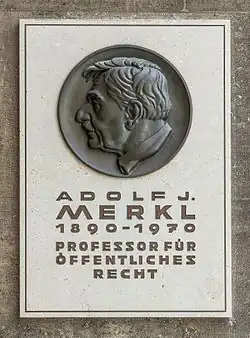 ADOLF J.
MERKL
1890-1970
PROFESSOR FÜR
ÖFFENTLICHES
RECHT